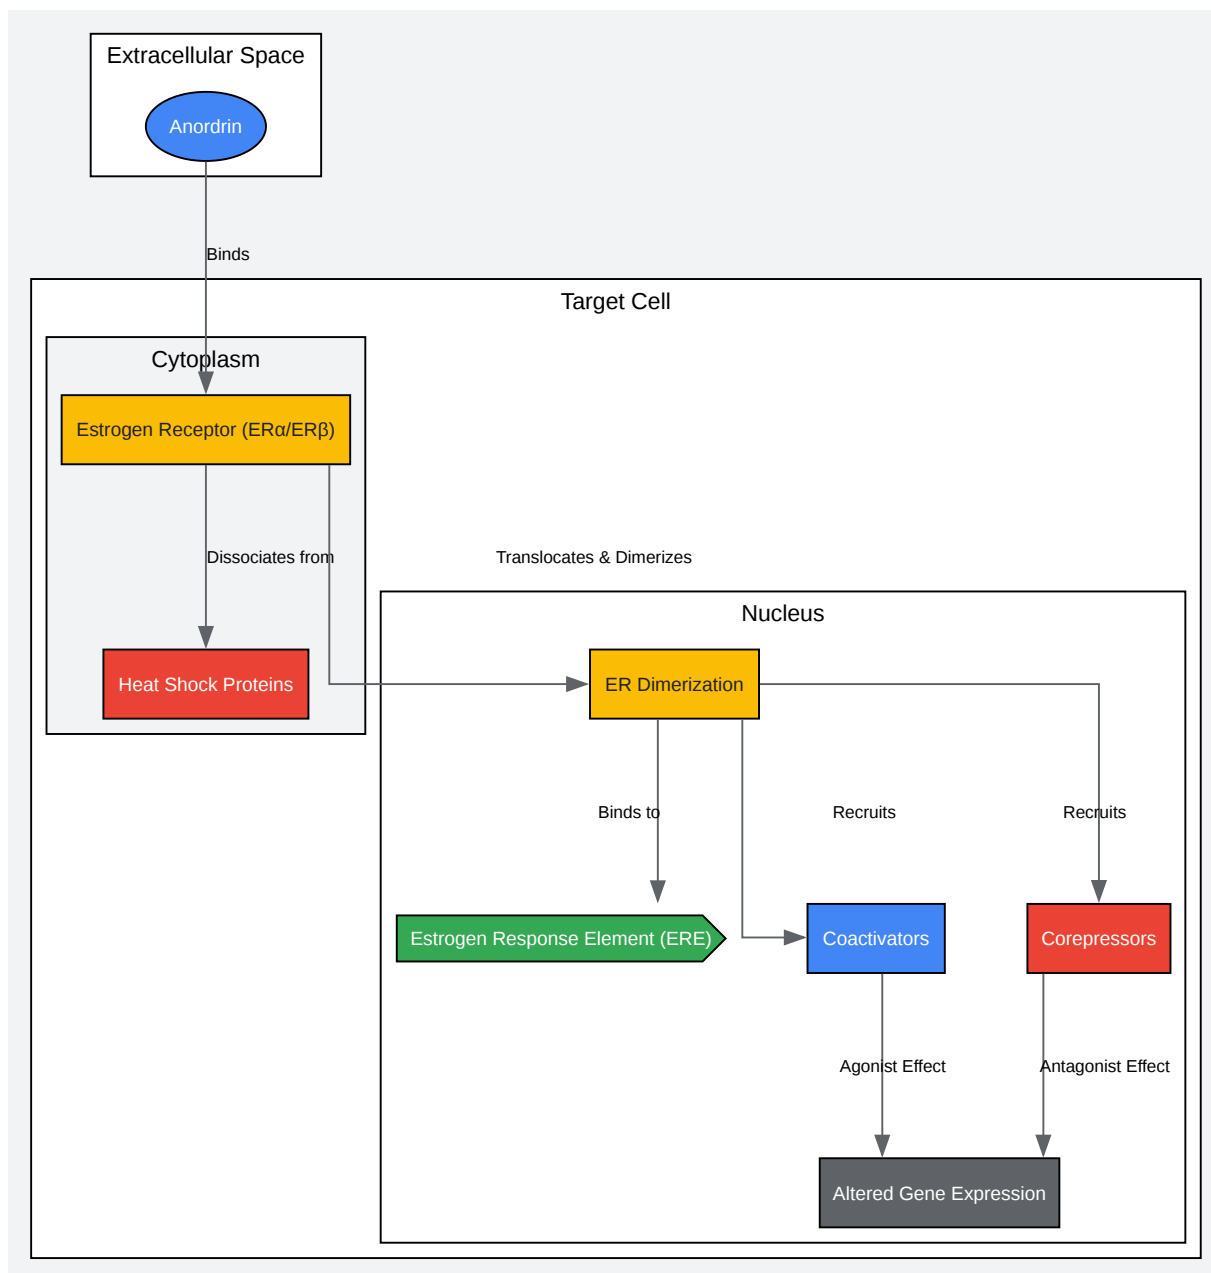 Extracellular Space
Anordrin
Binds
Target Cell
Cytoplasm
Estrogen Receptor (ERα/ERβ)
Dissociates from
Translocates & Dimerizes
Nucleus
Heat Shock Proteins
ER Dimerization
Binds to
Recruits
Recruits
Estrogen Response Element (ERE)
Coactivators
Corepressors
Agonist Effect
Antagonist Effect
Altered Gene Expression